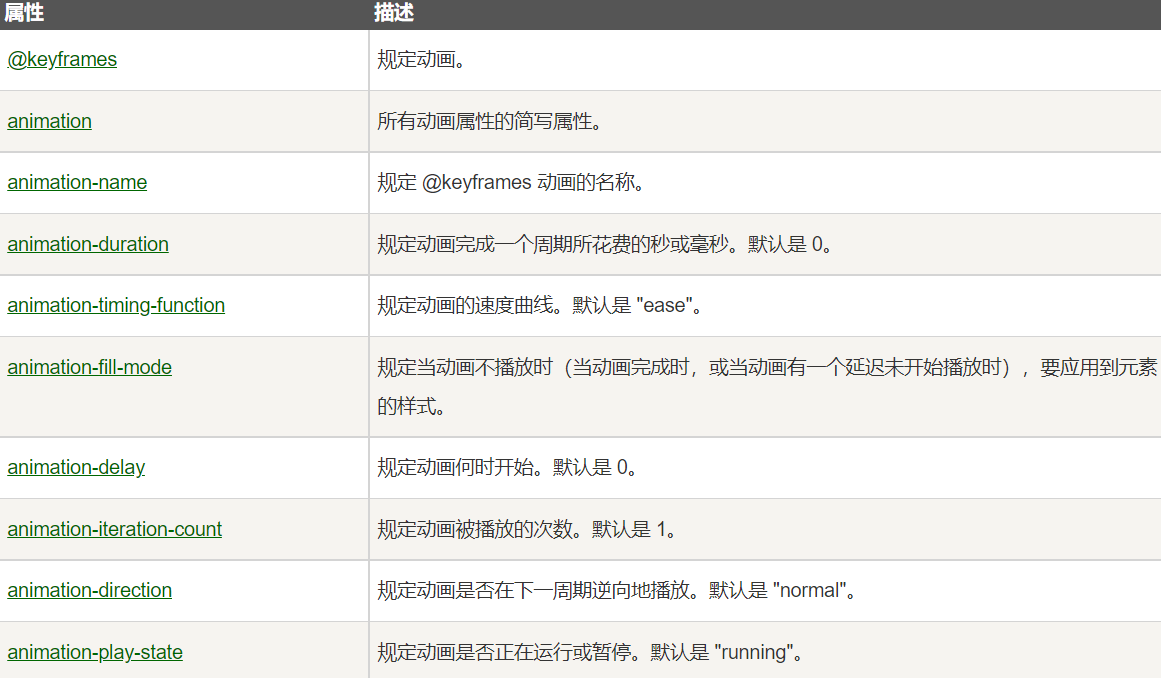 属性 描述
@keyframes 规定动画。
animation 所有动画属性的简写属性。
animation-name 规定 @keyframes 动画的名称。
animation-duration 规定动画完成一个周期所花费的秒或毫秒。默认是 0。
animation-timing-function 规定动画的速度曲线。默认是 "ease"。
animation-fill-mode 规定当动画不播放时（当动画完成时，或当动画有一个延迟未开始播放时），要应用到元素
的样式。
animation-delay 规定动画何时开始。默认是 0。
animation-iteration-count 规定动画被播放的次数。默认是 1。
animation-direction 规定动画是否在下一周期逆向地播放。默认是 "normal"。
animation-play-state 规定动画是否正在运行或暂停。默认是 "running"。